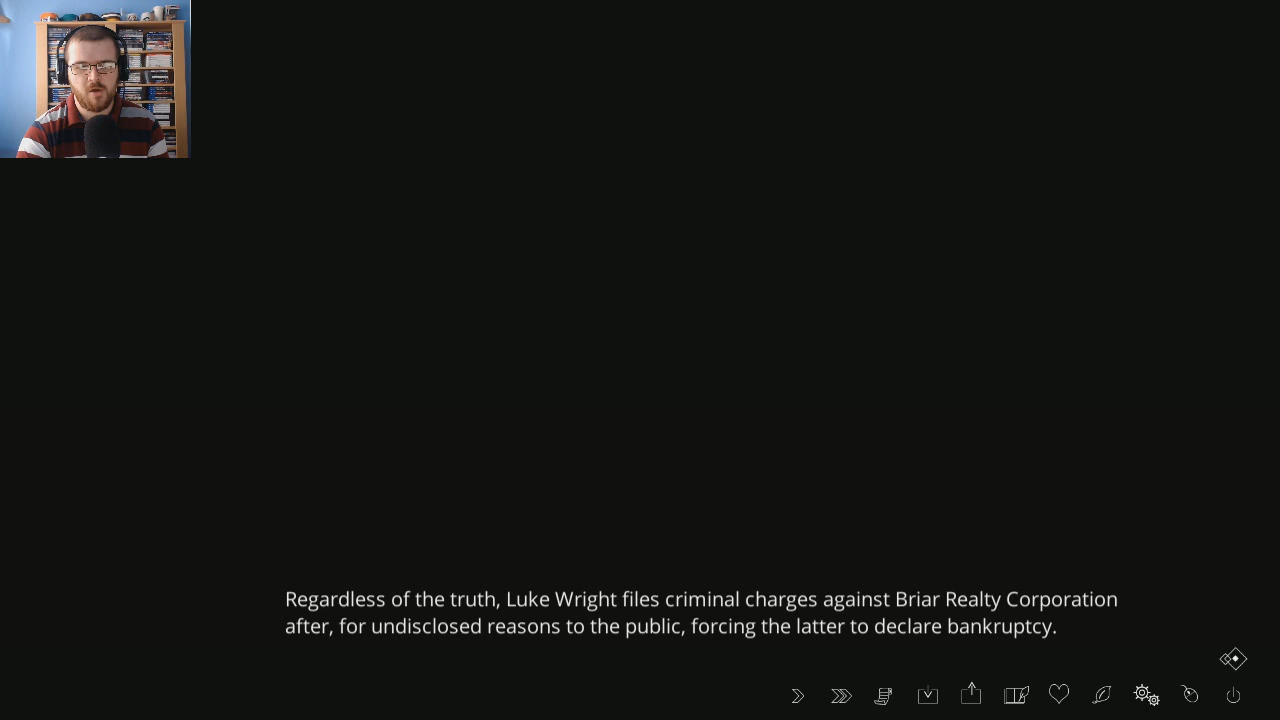 Regardless of the truth, Luke Wright files criminal charges against Briar Realty Corporation
after, for undisclosed reasons to the public, forcing the latter to declare bankruptcy.